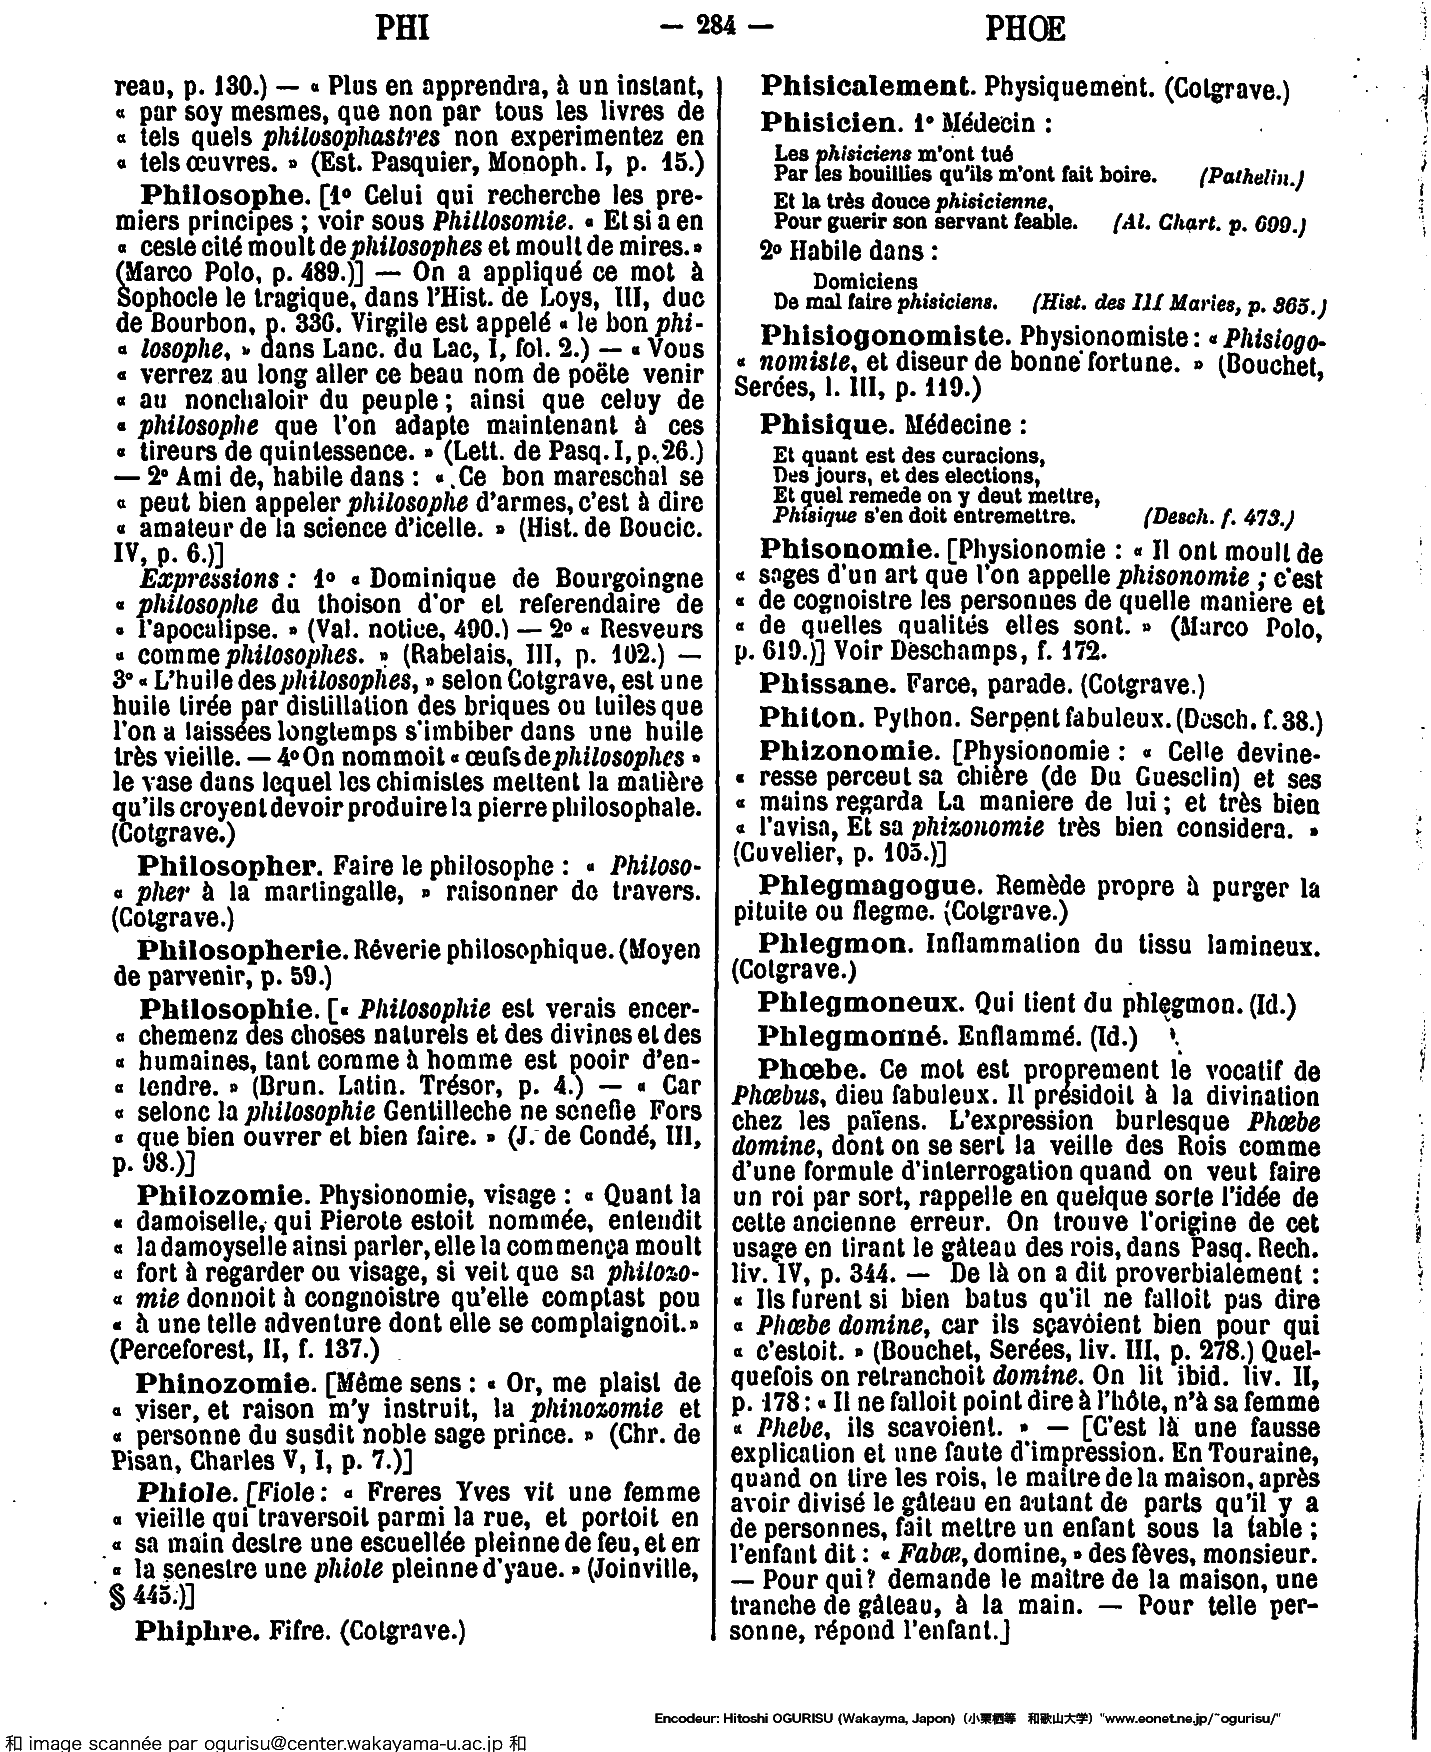 PHI — 284 — PHŒ
reau, p. 130.) — « Plus en apprendra, à un instant,
« par soy mesmes, que non par tous les livres de
« tels quels philosophastres non experimentez en
« tels œuvres. » (Est. Pasquier, Monoph. I, p. 15.)
Philosophe. [1º Celui qui recherche les pre-
miers principes ; voir sous Phillosomie. « Et si a en
« ceste cité moult de philosophes et moult de mires. »
(Marco Polo, p. 489.)] — On a appliqué ce mot à
Sophocle le tragique, dans l'Hist. de Loys, III, duc
de Bourbon, p. 336. Virgile est appelé « le bon phi-
« losophe, » dans Lanc. du Lac, I, fol. 2.) — « Vous
« verrez au long aller ce beau nom de poëte venir
« au nonchaloir du peuple ; ainsi que celuy de
« philosophe que l'on adapte maintenant à ces
« tireurs de quintessence. » (Lett. de Pasq. I, p. 26.)
— 2º Ami de, habile dans : « Ce bon mareschal se
« peut bien appeler philosophe d'armes, c'est à dire
« amateur de la science d'icelle. » (Hist. de Boucic.
IV, p. 6.)]
Expressions : 1º « Dominique de Bourgoingne
« philosophe du thoison d'or et referendaire de
« l'apocalipse. » (Val. notice, 490.) — 2º « Resveurs
« comme philosophes. » (Rabelais, III, p. 102.) —
3º « L'huile des philosophes, » selon Cotgrave, est une
huile tirée par distillation des briques ou tuiles que
l'on a laissées longtemps s'imbiber dans une huile
très vieille. — 4º On nommoit « œufs de philosophes »
le vase dans lequel les chimistes mettent la matière
qu'ils croyent devoir produire la pierre philosophale.
(Cotgrave.)
Philosopher. Faire le philosophe : « Philoso-
« pher à la martingalle, » raisonner de travers.
(Cotgrave.)
Philosopherie. Rêverie philosophique. (Moyen
de parvenir, p. 59.)
Philosophie. [« Philosophie est verais encer-
« chemenz des choses naturels et des divines et des
« humaines, tant comme à homme est pooir d'en-
« tendre. » (Brun. Latin. Trésor, p. 4.) — « Car
« selonc la philosophie Gentilleche ne senefie Fors
« que bien ouvrer et bien faire. » (J. de Condé, III,
p. 98.)]
Philozomie. Physionomie, visage : « Quant la
« damoiselle, qui Pierote estoit nommée, entendit
« la damoyselle ainsi parler, elle la commença moult
« fort à regarder ou visage, si veit que sa philozo-
« mie donnoit à congnoistre qu'elle comptast pou
« à une telle adventure dont elle se complaignoit. »
(Perceforest, II, f. 137.)
Phinozomie. [Même sens : « Or, me plaist de
« viser, et raison m'y instruit, la phinozomie et
« personne du susdit noble sage prince. » (Chr. de
Pisan, Charles V, I, p. 7.)]
Phiole. [Fiole : « Freres Yves vit une femme
« vieille qui traversoit parmi la rue, et portoit en
« sa main destre une escuellée pleinne de feu, et en
« la senestre une phiole pleinne d'yaue. » (Joinville,
§ 445.)]
Phiphre. Fifre. (Cotgrave.)
Phisicalement. Physiquement. (Cotgrave.)
Phisicien. 1º Médecin :
Les phisiciens m'ont tué
Par les bouillies qu'ils m'ont fait boire. (Pathelin.)
Et la très douce phisicienne,
Pour guerir son servant feable. (Al. Chart. p. 699.)
2º Habile dans :
Domiciens
De mal faire phisiciens. (Hist. des III Maries, p. 365.)
Phisiogonomiste. Physionomiste : « Phisiogo-
« nomiste, et diseur de bonne fortune. » (Bouchet,
Serées, l. III, p. 119.)
Phisique. Médecine :
Et quant est des curacions,
Des jours, et des elections,
Et quel remede on y deut mettre,
Phisique s'en doit entremettre. (Desch. f. 473.)
Phisonomie. [Physionomie : « Il ont moult de
« sages d'un art que l'on appelle phisonomie ; c'est
« de cognoistre les personnes de quelle maniere et
« de quelles qualités elles sont. » (Marco Polo,
p. 619.)] Voir Deschamps, f. 172.
Phissane. Farce, parade. (Cotgrave.)
Phiton. Python. Serpent fabuleux. (Desch. f. 38.)
Phizonomie. [Physionomie : « Celle devine-
« resse perceut sa chière (de Du Guesclin) et ses
« mains regarda La maniere de lui ; et très bien
« l'avisa, Et sa phizonomie très bien considera. »
(Cuvelier, p. 105.)]
Phlegmagogue. Remède propre à purger la
pituite ou flegme. (Cotgrave.)
Phlegmon. Inflammation du tissu lamineux.
(Cotgrave.)
Phlegmoneux. Qui tient du phlegmon. (Id.)
Phlegmonné. Enflammé. (Id.)
Phœbe. Ce mot est proprement le vocatif de
Phœbus, dieu fabuleux. Il présidoit à la divination
chez les païens. L'expression burlesque Phœbe
domine, dont on se sert la veille des Rois comme
d'une formule d'interrogation quand on veut faire
un roi par sort, rappelle en quelque sorte l'idée de
cette ancienne erreur. On trouve l'origine de cet
usage en tirant le gâteau des rois, dans Pasq. Rech.
liv. IV, p. 344. — De là on a dit proverbialement :
« Ils furent si bien batus qu'il ne falloit pas dire
« Phœbe domine, car ils sçavoient bien pour qui
« c'estoit. » (Bouchet, Serées, liv. III, p. 278.) Quel-
quefois on retranchoit domine. On lit ibid. liv. II,
p. 178 : « Il ne falloit point dire à l'hôte, n'à sa femme
« Phebe, ils scavoient. » — [C'est là une fausse
explication et une faute d'impression. En Touraine,
quand on tire les rois, le maitre de la maison, après
avoir divisé le gâteau en autant de parts qu'il y a
de personnes, fait mettre un enfant sous la table ;
l'enfant dit : « Fabæ, domine, » des fèves, monsieur.
— Pour qui? demande le maître de la maison, une
tranche de gâteau, à la main. — Pour telle per-
sonne, répond l'enfant.]
Encodeur: Hitoshi OGURISU (Wakayma, Japon) (小栗栖等 和歌山大学) "www.eonet.ne.jp/~ogurisu/"
和 image scannée par ogurisu@center.wakayama-u.ac.jp 和